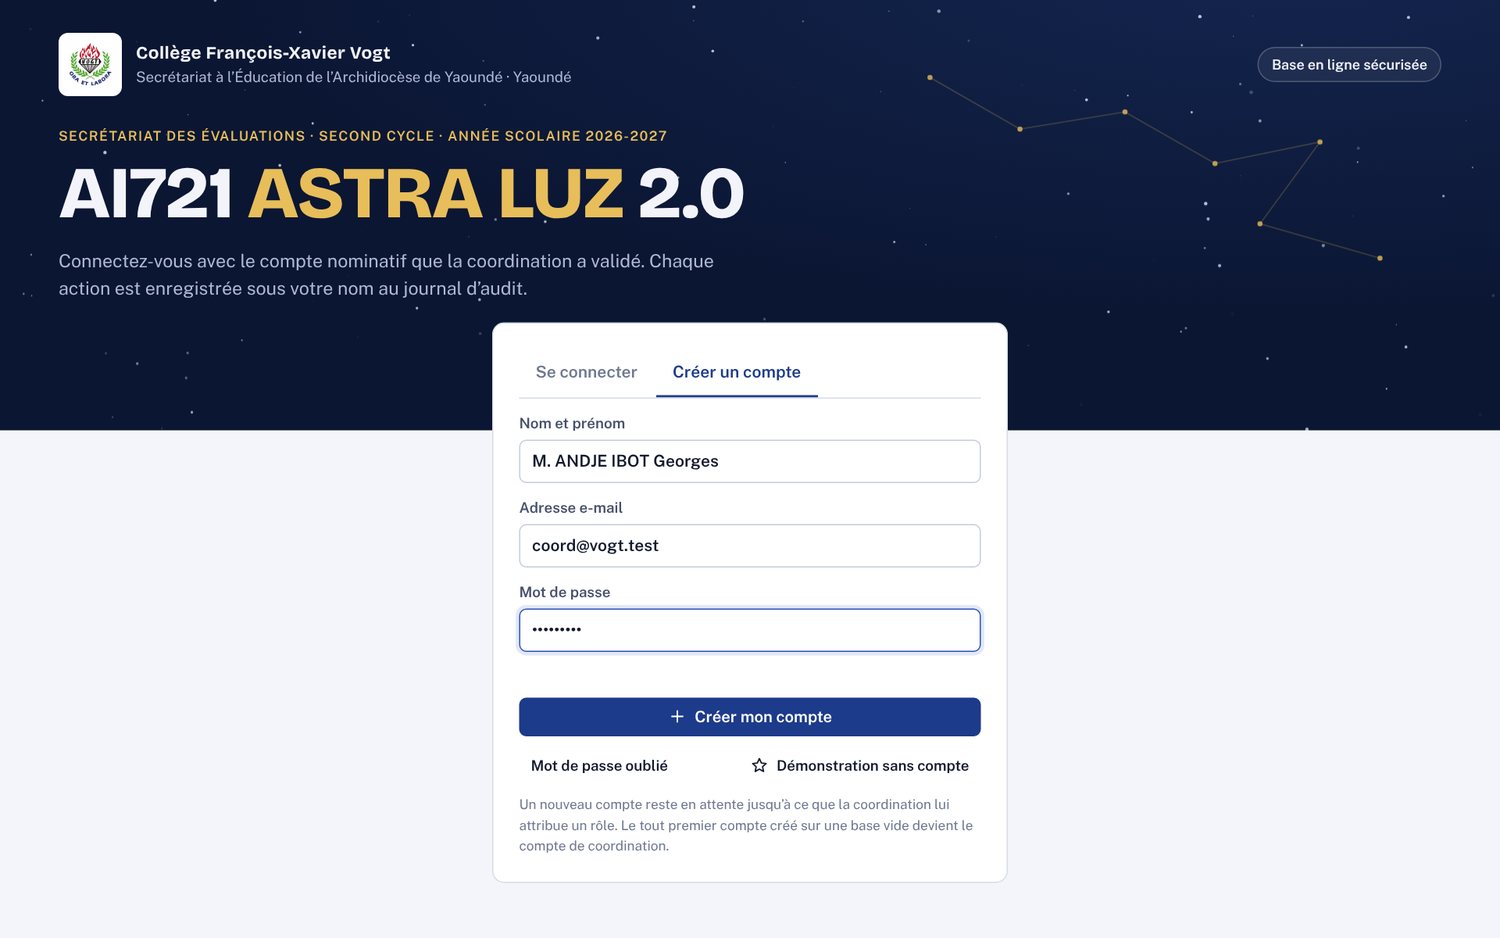 VOGT
ORA ET LABORA
Collège François-Xavier Vogt
Secrétariat à l’Éducation de l’Archidiocèse de Yaoundé · Yaoundé
Base en ligne sécurisée
SECRÉTARIAT DES ÉVALUATIONS · SECOND CYCLE · ANNÉE SCOLAIRE 2026-2027
AI721 ASTRA LUZ 2.0
Connectez-vous avec le compte nominatif que la coordination a validé. Chaque
action est enregistrée sous votre nom au journal d’audit.
Se connecter
Créer un compte
Nom et prénom
M. ANDJE IBOT Georges
Adresse e-mail
coord@vogt.test
Mot de passe
•••••••••
Créer mon compte
Mot de passe oublié
Démonstration sans compte
Un nouveau compte reste en attente jusqu’à ce que la coordination lui
attribue un rôle. Le tout premier compte créé sur une base vide devient le
compte de coordination.